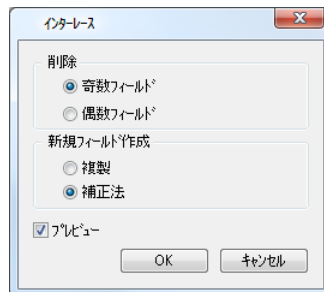 ｲﾝﾀｰﾚｰｽ
削除
奇数ﾌｨｰﾙﾄﾞ
偶数ﾌｨｰﾙﾄﾞ
新規ﾌｨｰﾙﾄﾞ作成
複製
補正法
ﾌﾟﾚﾋﾞｭｰ
OK ｷｬﾝｾﾙ